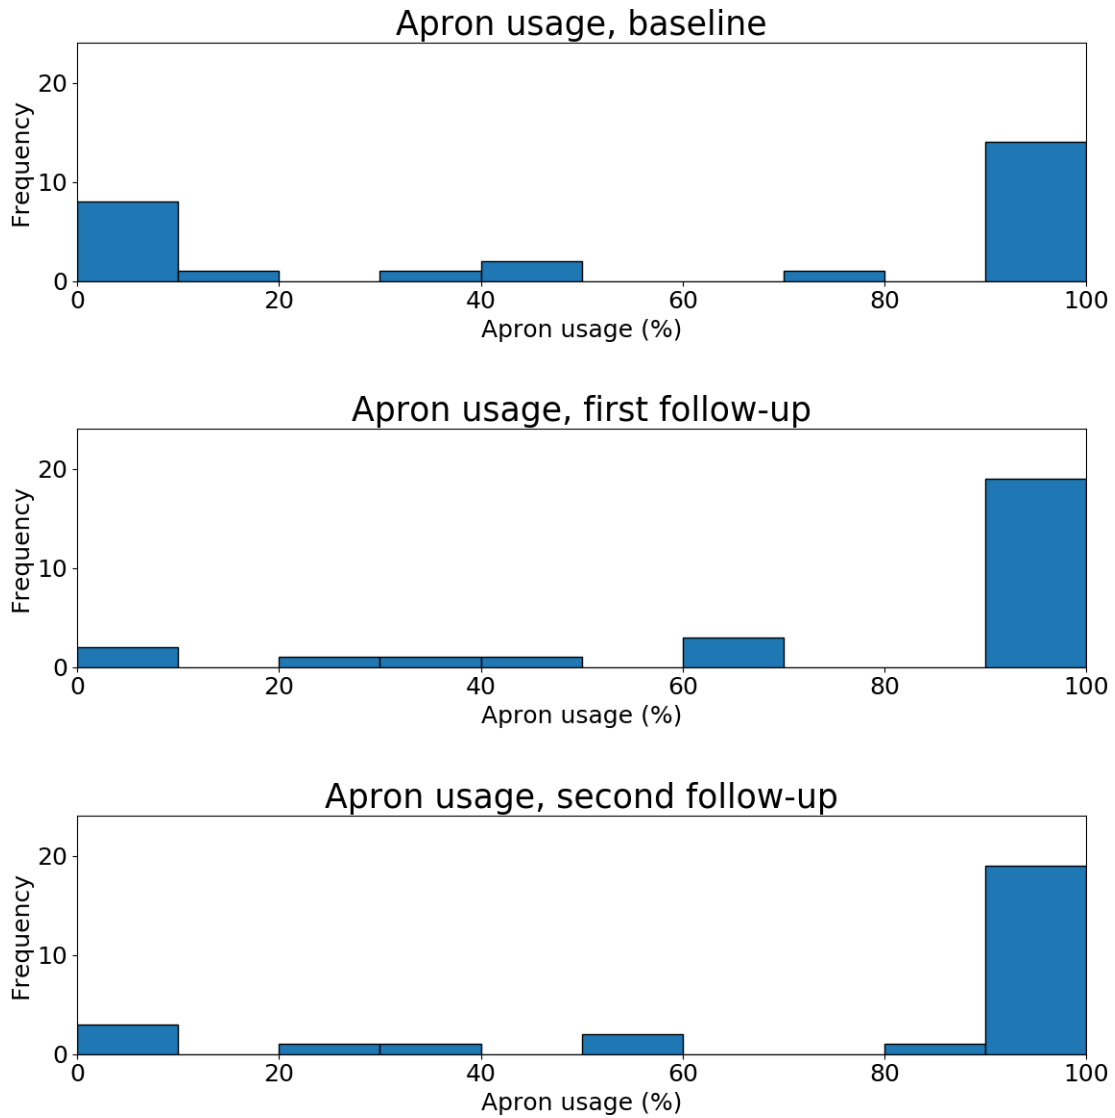 Apron usage, baseline
Frequency
20
10
0
0 20 40 60 80 100
Apron usage (%)
Apron usage, first follow-up
Frequency
20
10
0
0 20 40 60 80 100
Apron usage (%)
Apron usage, second follow-up
Frequency
20
10
0
0 20 40 60 80 100
Apron usage (%)